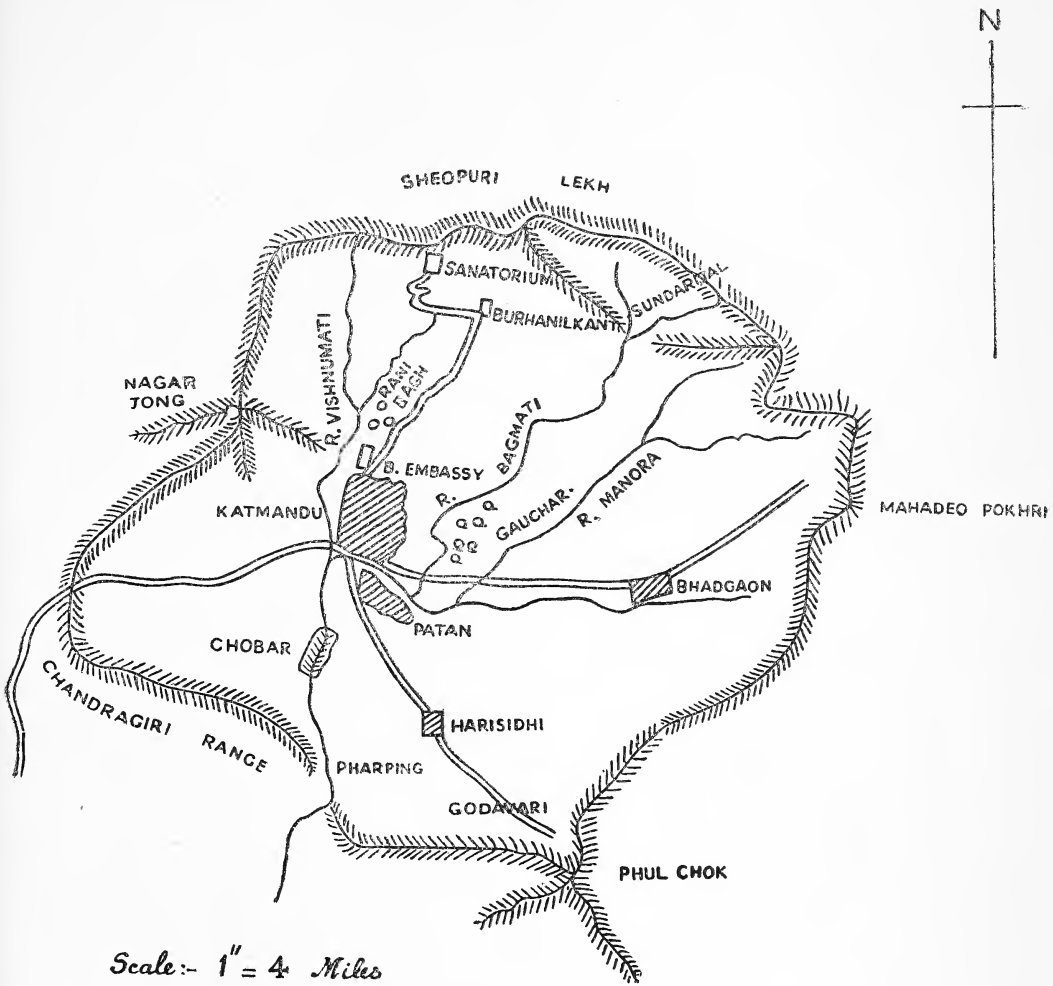 N
SHEOPURI LEKH
SANATORIUM
SUNDARIJAL
BURHANILKANT
R. VISHNUMATI
RANI
BAGH
NAGAR
JONG
R. BAGMATI
B. EMBASSY
GAUCHAR.
R. MANORA
KATMANDU
MAHADEO POKHRI
BHADGAON
PATAN
CHOBAR
CHANDRAGIRI RANGE
HARISIDHI
PHARPING
GODAVARI
PHUL CHOK
Scale:- 1" = 4 Miles